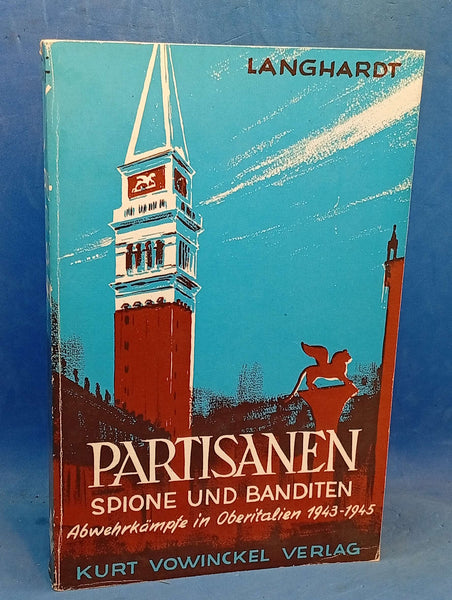 LANGHARDT
PARTISANEN
SPIONE UND BANDITEN
Abwehrkämpfe in Oberitalien 1943-1945
KURT VOWINCKEL VERLAG